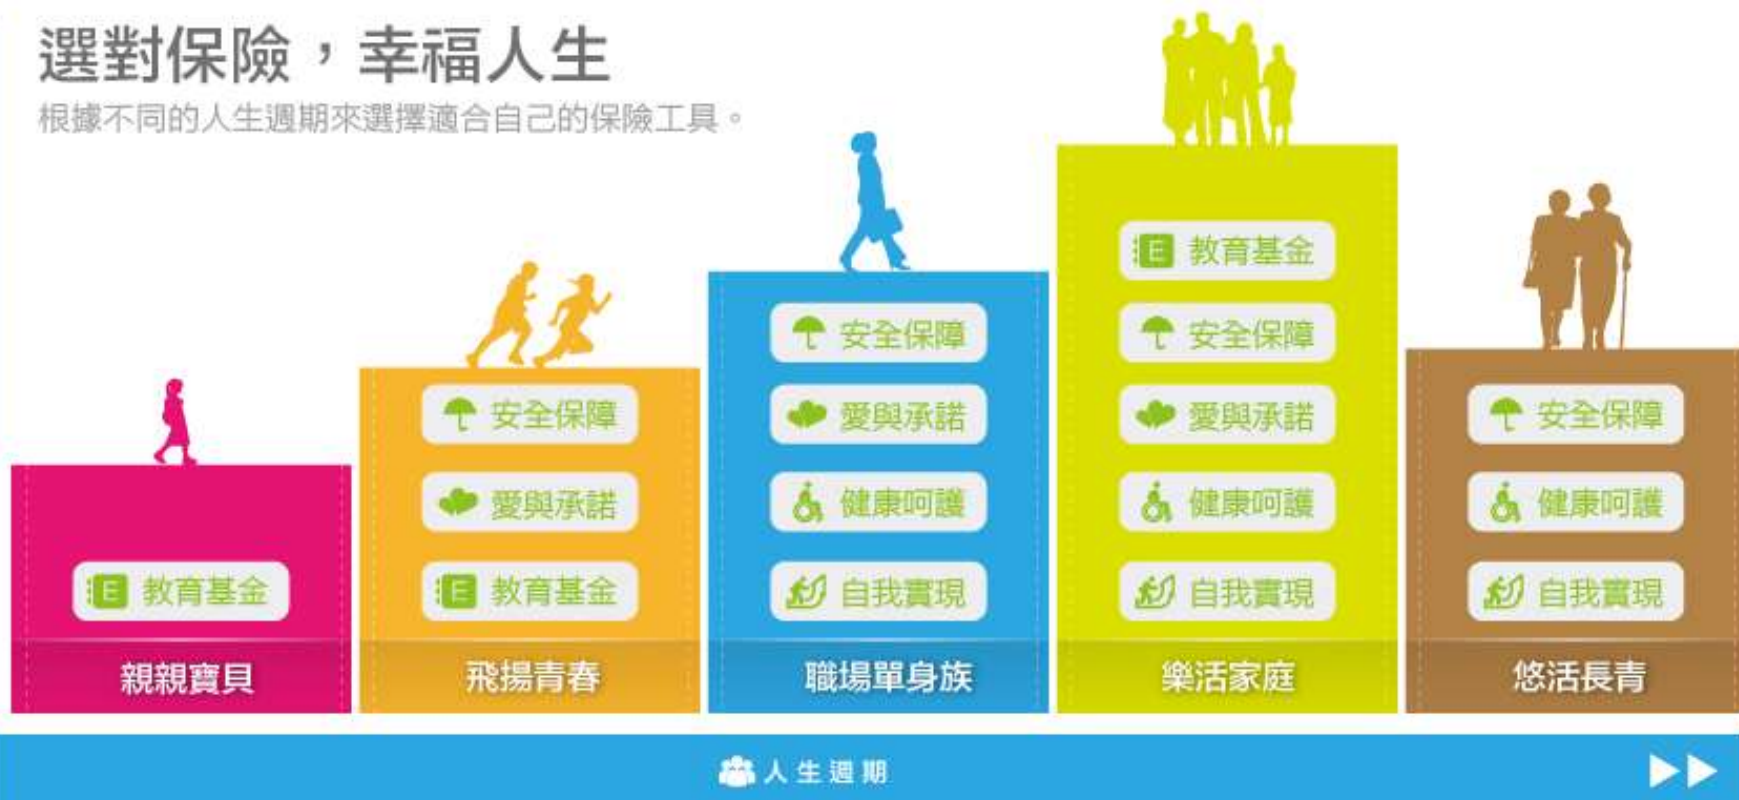 選對保險，幸福人生
根據不同的人生週期來選擇適合自己的保險工具。
E 教育基金
親親寶貝
安全保障
愛與承諾
E 教育基金
飛揚青春
安全保障
愛與承諾
健康呵護
自我實現
職場單身族
E 教育基金
安全保障
愛與承諾
健康呵護
自我實現
樂活家庭
安全保障
健康呵護
自我實現
悠活長青
人生週期